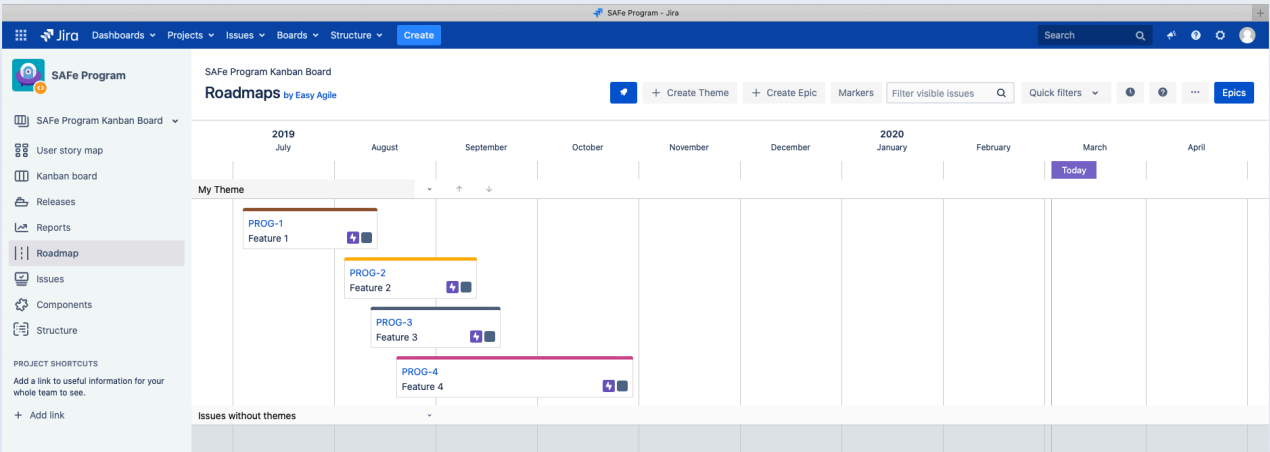 SAFe Program - Jira
Jira Dashboards Projects Issues Boards Structure Create Search
SAFe Program
SAFe Program Kanban Board
User story map
Kanban board
Releases
Reports
Roadmap
Issues
Components
Structure
PROJECT SHORTCUTS
Add a link to useful information for your
whole team to see.
+ Add link
SAFe Program Kanban Board
Roadmaps by Easy Agile
+ Create Theme + Create Epic Markers Filter visible issues Quick filters ... Epics
2019 2020
July August September October November December January February March April
Today
My Theme
PROG-1
Feature 1
PROG-2
Feature 2
PROG-3
Feature 3
PROG-4
Feature 4
Issues without themes